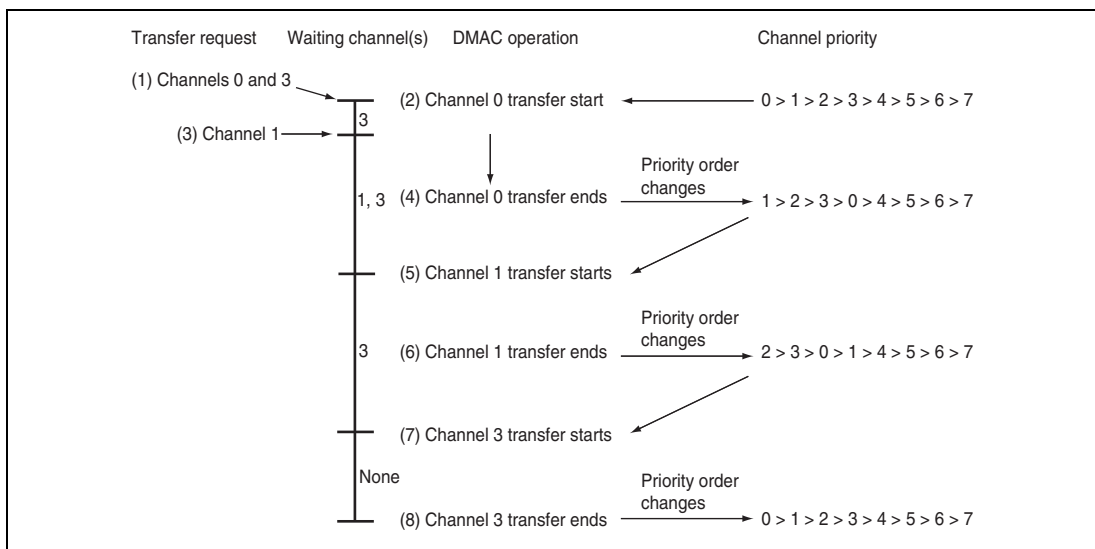 Transfer request Waiting channel(s) DMAC operation Channel priority
(1) Channels 0 and 3
(2) Channel 0 transfer start 0 > 1 > 2 > 3 > 4 > 5 > 6 > 7
3
(3) Channel 1
Priority order
changes
1, 3 (4) Channel 0 transfer ends 1 > 2 > 3 > 0 > 4 > 5 > 6 > 7
(5) Channel 1 transfer starts
Priority order
changes
3 (6) Channel 1 transfer ends 2 > 3 > 0 > 1 > 4 > 5 > 6 > 7
(7) Channel 3 transfer starts
None
Priority order
changes
(8) Channel 3 transfer ends 0 > 1 > 2 > 3 > 4 > 5 > 6 > 7